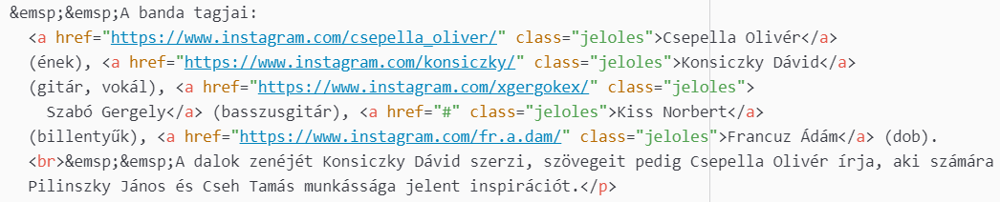 &emsp;&emsp;A banda tagjai:
<a href="https://www.instagram.com/csepella_oliver/" class="jeloles">Csepella Olivér</a>
(ének), <a href="https://www.instagram.com/konsiczky/" class="jeloles">Konsiczky Dávid</a>
(gitár, vokál), <a href="https://www.instagram.com/xgergokex/" class="jeloles">
Szabó Gergely</a> (basszusgitár), <a href="#" class="jeloles">Kiss Norbert</a>
(billentyűk), <a href="https://www.instagram.com/fr.a.dam/" class="jeloles">Francuz Ádám</a> (dob).
<br>&emsp;&emsp;A dalok zenéjét Konsiczky Dávid szerzi, szövegeit pedig Csepella Olivér írja, aki számára
Pilinszky János és Cseh Tamás munkássága jelent inspirációt.</p>